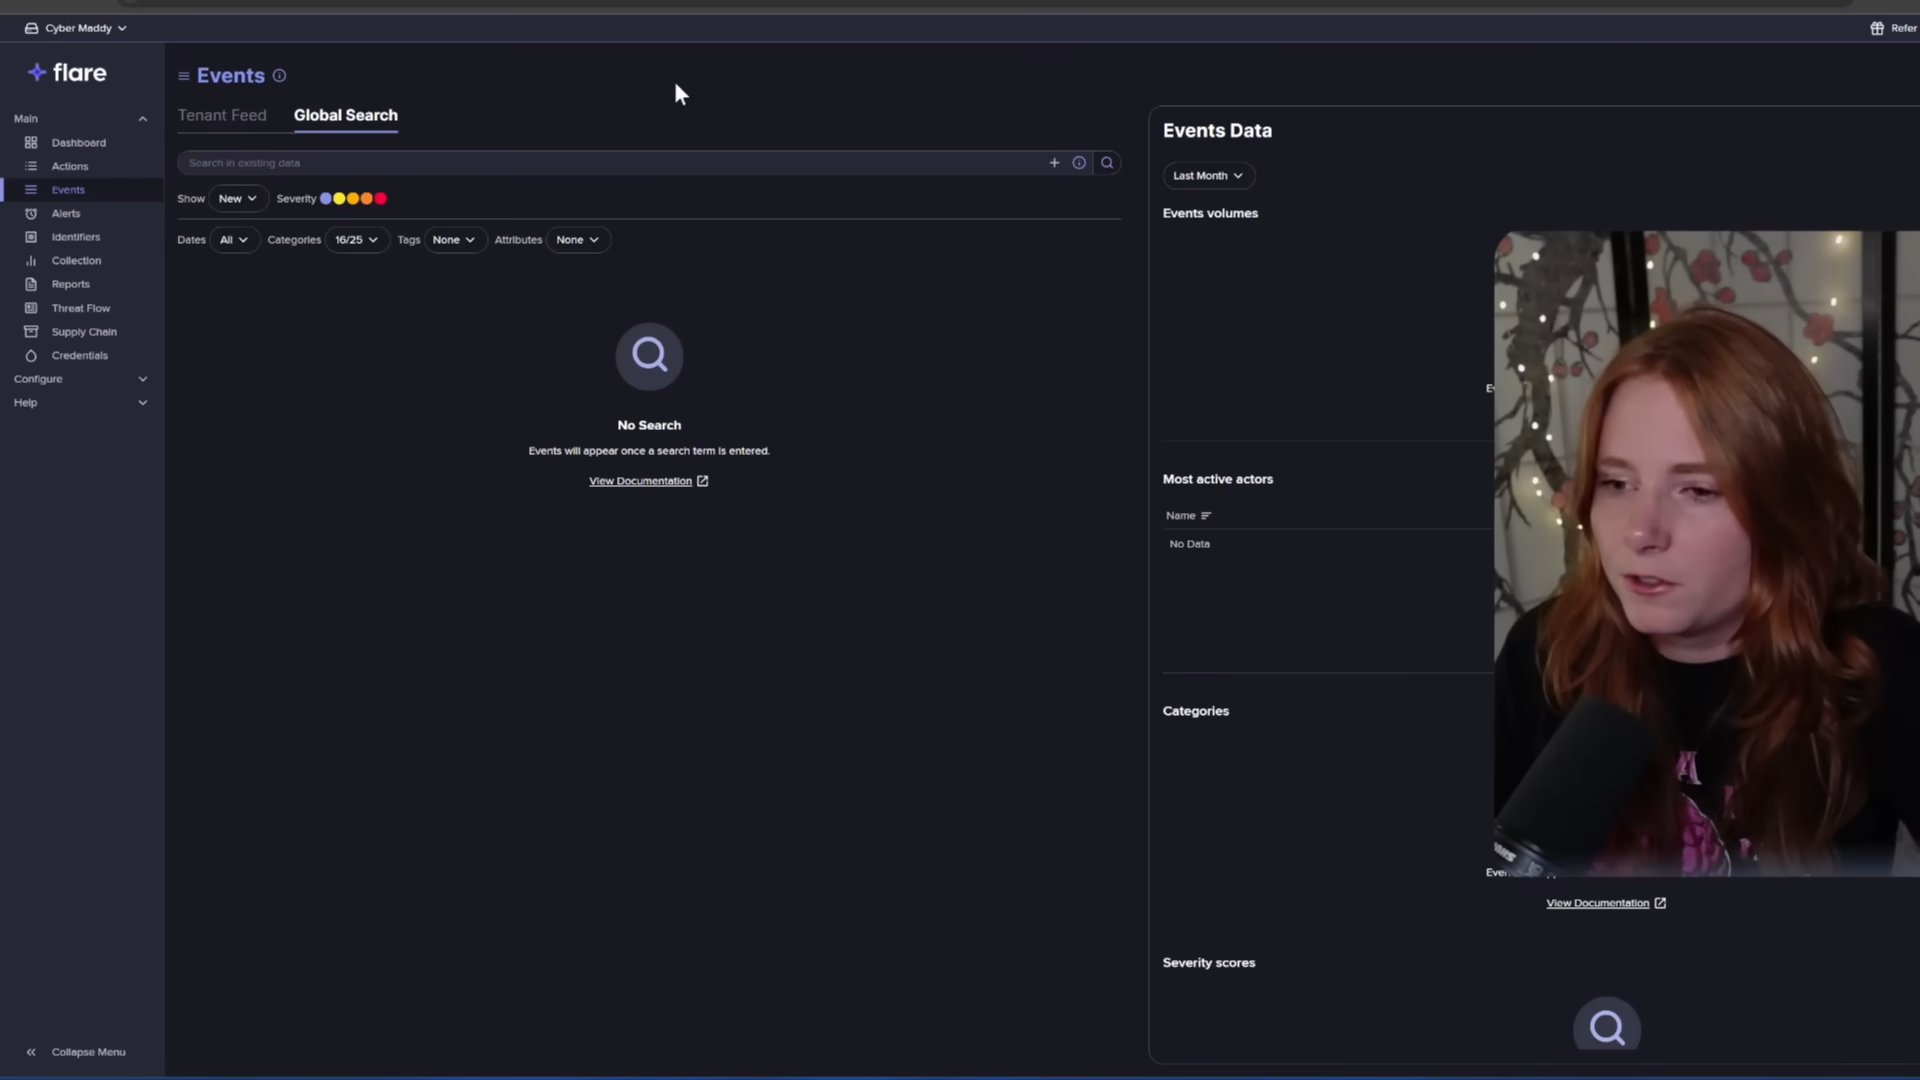 Cyber Maddy
Refer
flare
Main
Dashboard
Actions
Events
Alerts
Identifiers
Collection
Reports
Threat Flow
Supply Chain
Credentials
Configure
Help
Collapse Menu
Events
Tenant Feed Global Search
Search in existing data
Show New Severity
Dates All Categories 16/25 Tags None Attributes None
No Search
Events will appear once a search term is entered.
View Documentation
Events Data
Last Month
Events volumes
Most active actors
Name
No Data
Categories
View Documentation
Severity scores